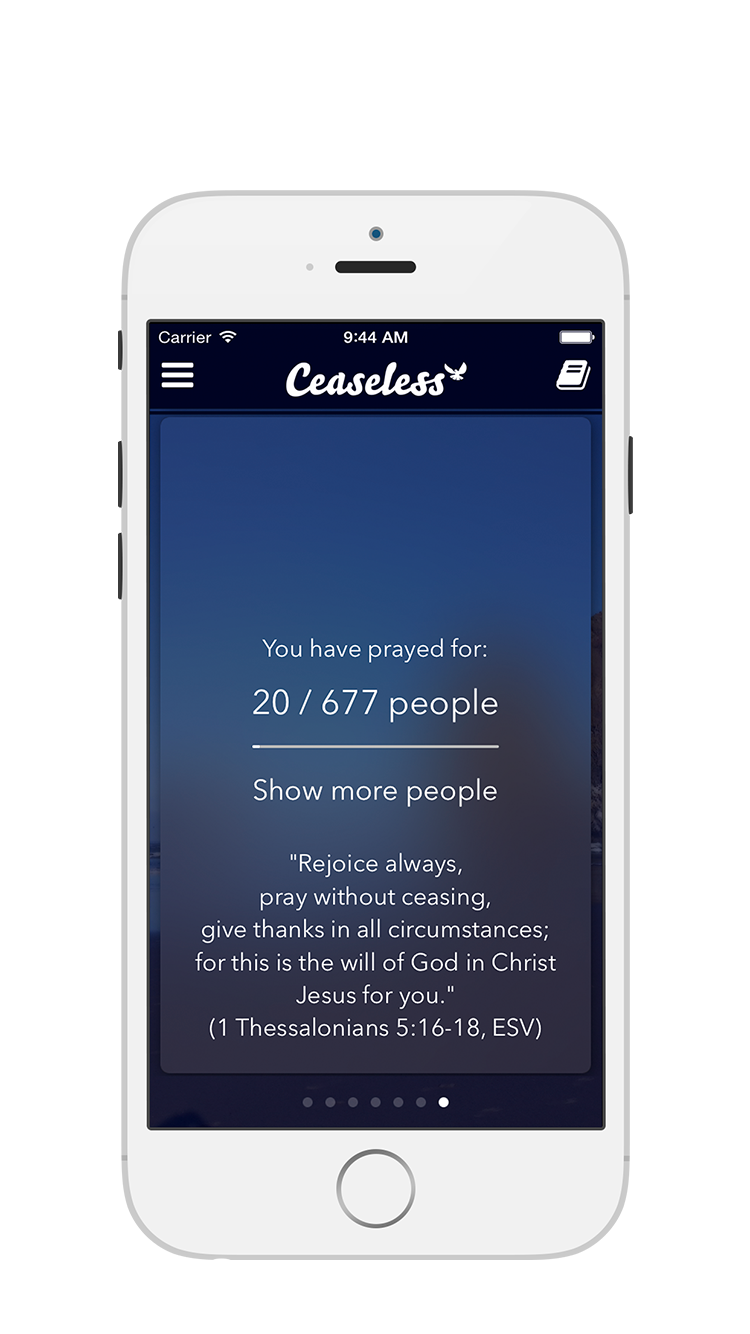 Carrier 9:44 AM
Ceaseless
You have prayed for:
20 / 677 people
Show more people
"Rejoice always,
pray without ceasing,
give thanks in all circumstances;
for this is the will of God in Christ
Jesus for you."
(1 Thessalonians 5:16-18, ESV)